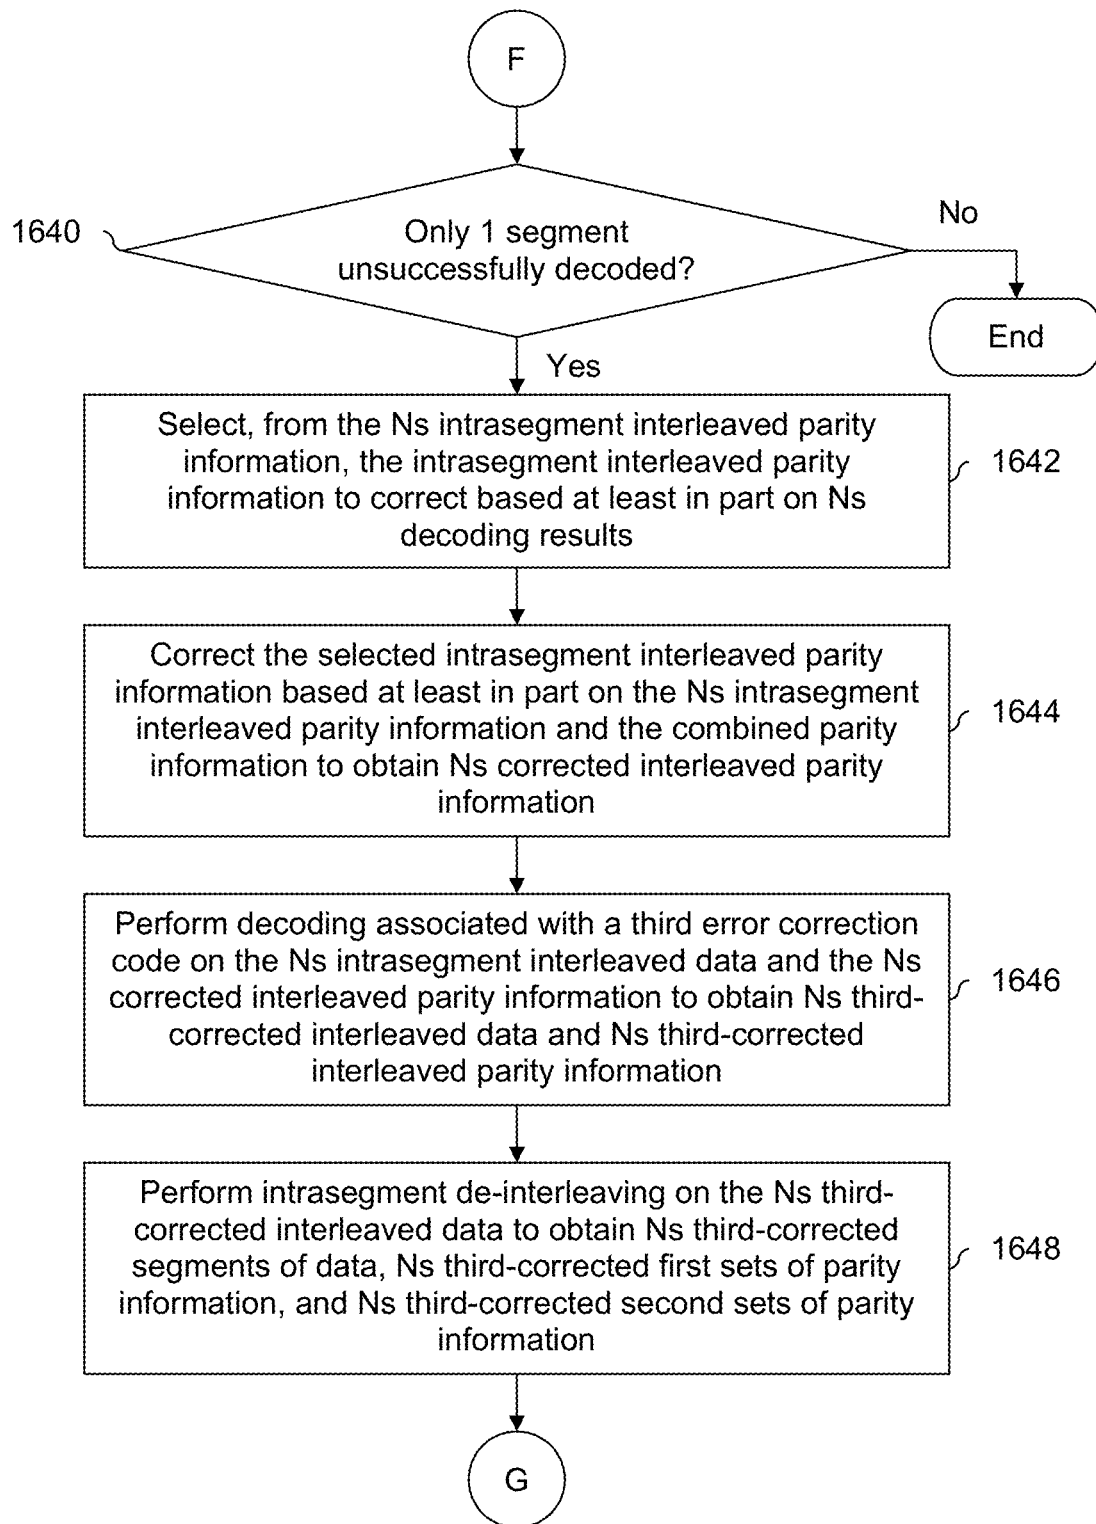 F
1640
Only 1 segment
unsuccessfully decoded?
No
End
Yes
Select, from the Ns intrasegment interleaved parity
information, the intrasegment interleaved parity
information to correct based at least in part on Ns
decoding results
1642
Correct the selected intrasegment interleaved parity
information based at least in part on the Ns intrasegment
interleaved parity information and the combined parity
information to obtain Ns corrected interleaved parity
information
1644
Perform decoding associated with a third error correction
code on the Ns intrasegment interleaved data and the Ns
corrected interleaved parity information to obtain Ns third-
corrected interleaved data and Ns third-corrected
interleaved parity information
1646
Perform intrasegment de-interleaving on the Ns third-
corrected interleaved data to obtain Ns third-corrected
segments of data, Ns third-corrected first sets of parity
information, and Ns third-corrected second sets of parity
information
1648
G